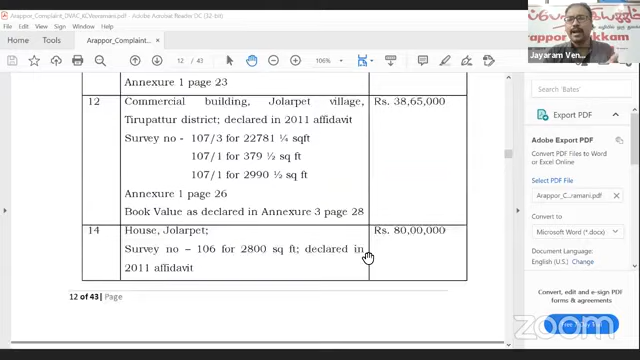 Arappor_Complaint_DVAC_KCVeeramani.pdf - Adobe Acrobat Reader DC (32-bit)
File Edit View Sign Window Help
Home Tools Arappor_Complaint... ×
12 / 43 106%
Annexure 1 page 23
12 Commercial building, Jolarpet village, Rs. 38,65,000
Tirupattur district; declared in 2011 affidavit
Survey no - 107/3 for 22781 ¼ sqft
107/1 for 379 ½ sq ft
107/1 for 2990 ½ sq ft
Annexure 1 page 26
Book Value as declared in Annexure 3 page 28
14 House, Jolarpet; Rs. 80,00,000
Survey no – 106 for 2800 sq ft; declared in
2011 affidavit
12 of 43 | Page
Jayaram Ven...
Search 'Bates'
Export PDF
Adobe Export PDF
Convert PDF Files to Word
or Excel Online
Select PDF File
Arappor_C...ramani.pdf ×
Convert to
Microsoft Word (*.docx)
Document Language:
English (U.S.) Change
Convert, edit and e-sign PDF
forms & agreements
Free 7-Day Trial
zoom